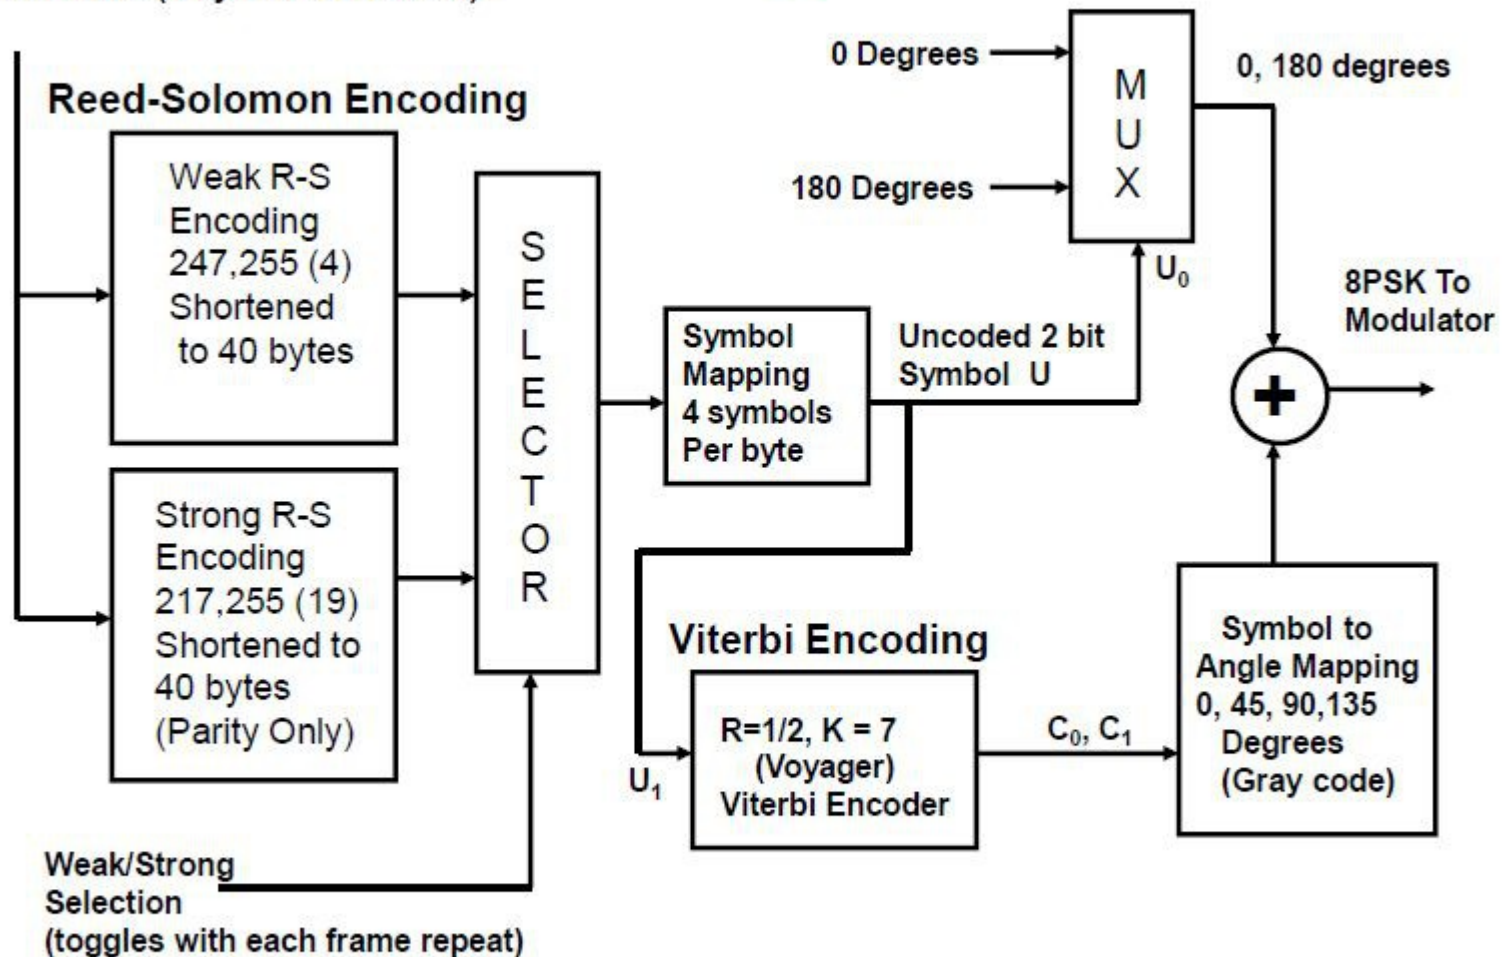 Reed-Solomon Encoding
Weak R-S
Encoding
247,255 (4)
Shortened
to 40 bytes
Strong R-S
Encoding
217,255 (19)
Shortened to
40 bytes
(Parity Only)
S
E
L
E
C
T
O
R
Weak/Strong
Selection
(toggles with each frame repeat)
Symbol
Mapping
4 symbols
Per byte
Uncoded 2 bit
Symbol U
0 Degrees
180 Degrees
M
U
X
U₀
0, 180 degrees
8PSK To
Modulator
+
Viterbi Encoding
U₁
R=1/2, K = 7
(Voyager)
Viterbi Encoder
C₀, C₁
Symbol to
Angle Mapping
0, 45, 90,135
Degrees
(Gray code)